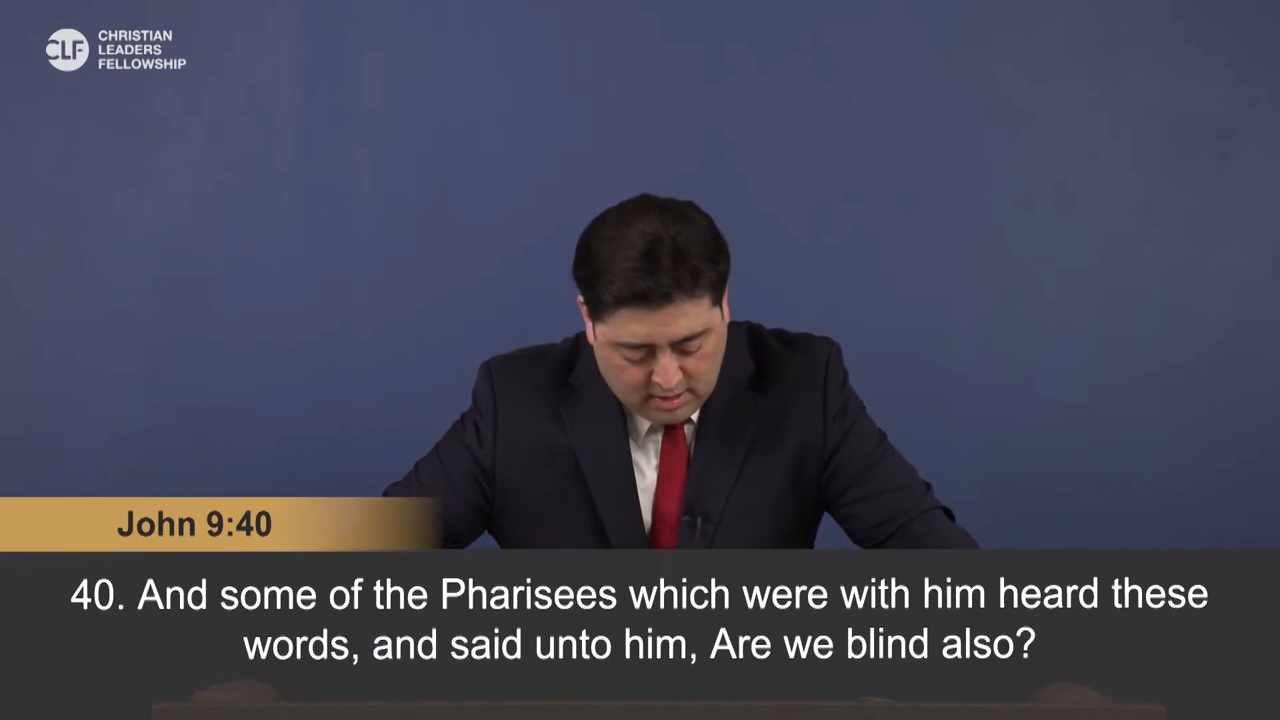 CLF
CHRISTIAN
LEADERS
FELLOWSHIP
John 9:40
40. And some of the Pharisees which were with him heard these
words, and said unto him, Are we blind also?